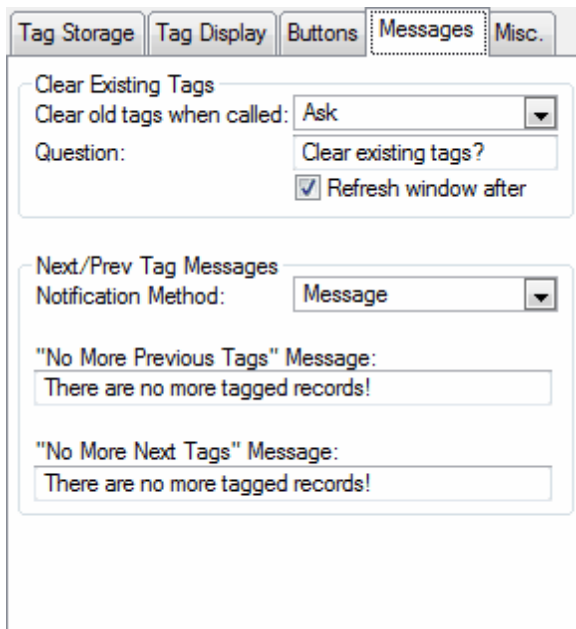 Tag Storage Tag Display Buttons Messages Misc.
Clear Existing Tags
Clear old tags when called: Ask
Question: Clear existing tags?
Refresh window after
Next/Prev Tag Messages
Notification Method: Message
"No More Previous Tags" Message:
There are no more tagged records!
"No More Next Tags" Message:
There are no more tagged records!